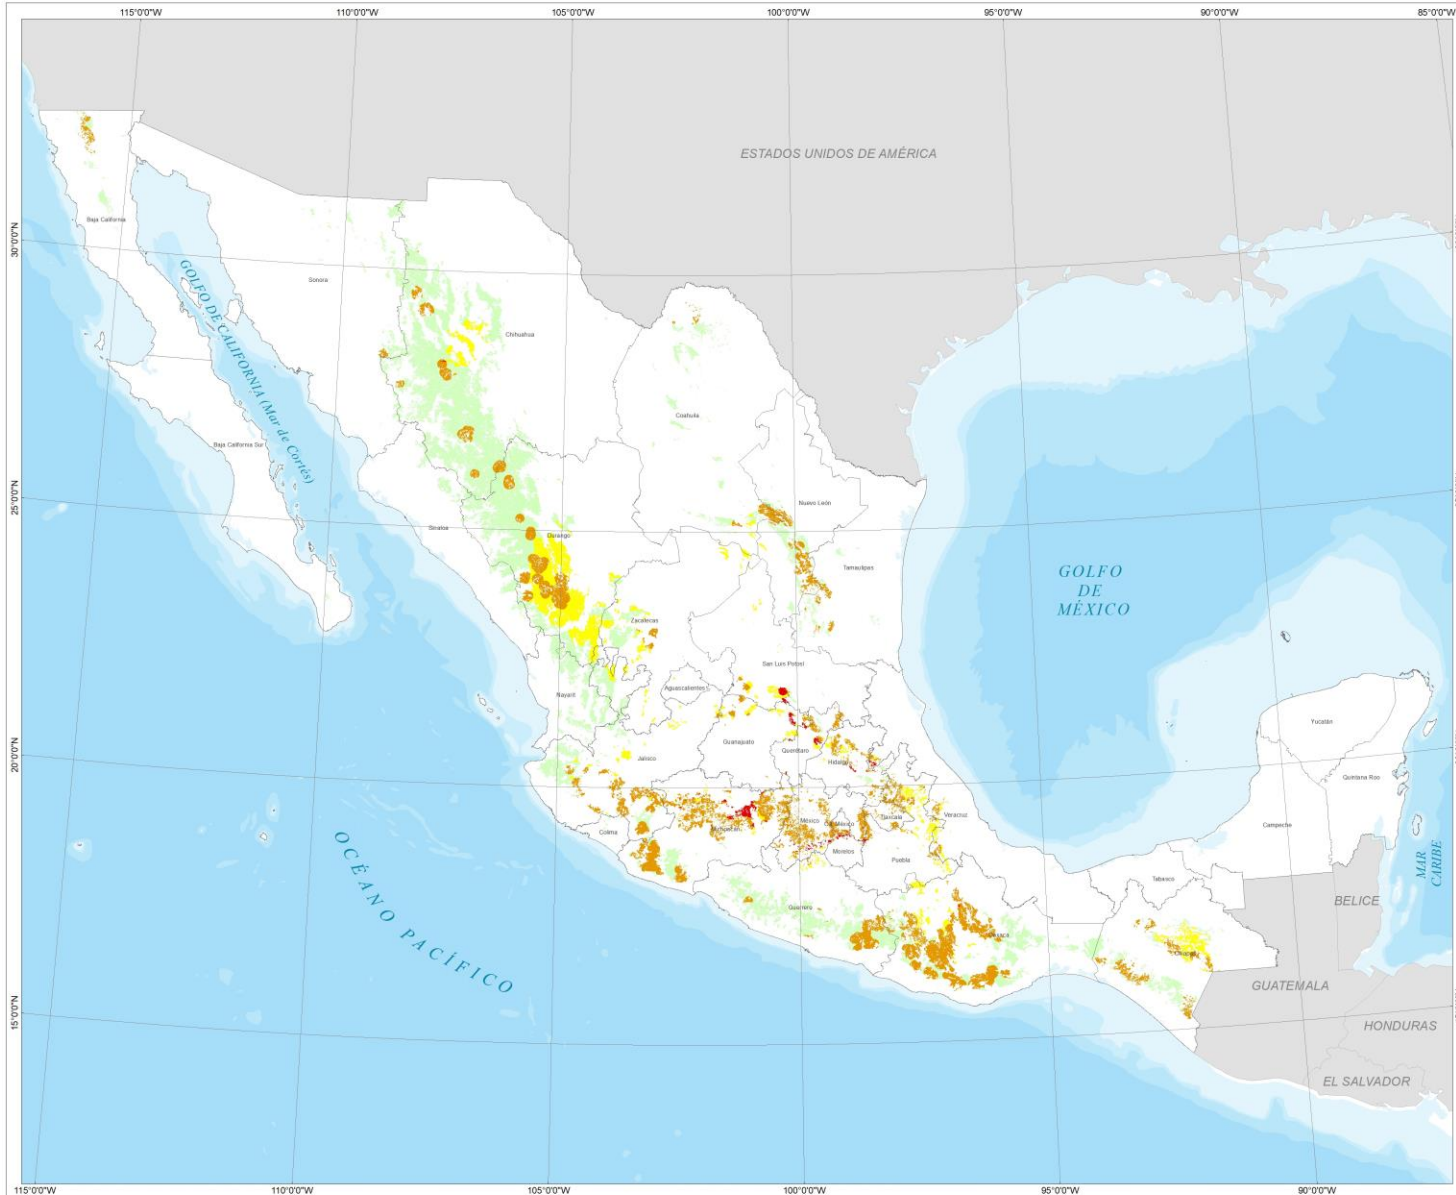 115°0'0"W 110°0'0"W 105°0'0"W 100°0'0"W 95°0'0"W 90°0'0"W 85°0'0"W
ESTADOS UNIDOS DE AMÉRICA
Baja California
30°0'0"N
Sonora
GOLFO DE CALIFORNIA (Mar de Cortés)
Chihuahua
Coahuila
Baja California Sur
25°0'0"N
Nuevo León
Sinaloa
Durango
Tamaulipas
GOLFO
DE
MÉXICO
Zacatecas
San Luis Potosí
Nayarit
Aguascalientes
Yucatán
20°0'0"N
Guanajuato
Querétaro
Jalisco
Hidalgo
Quintana Roo
Colima
Michoacán
México
Cd. México
Tlaxcala
Veracruz
Campeche
Morelos
Puebla
MAR
CARIBE
Tabasco
BELICE
Guerrero
Oaxaca
OCÉANO PACÍFICO
Chiapas
GUATEMALA
15°0'0"N
HONDURAS
EL SALVADOR
115°0'0"W 110°0'0"W 105°0'0"W 100°0'0"W 95°0'0"W 90°0'0"W